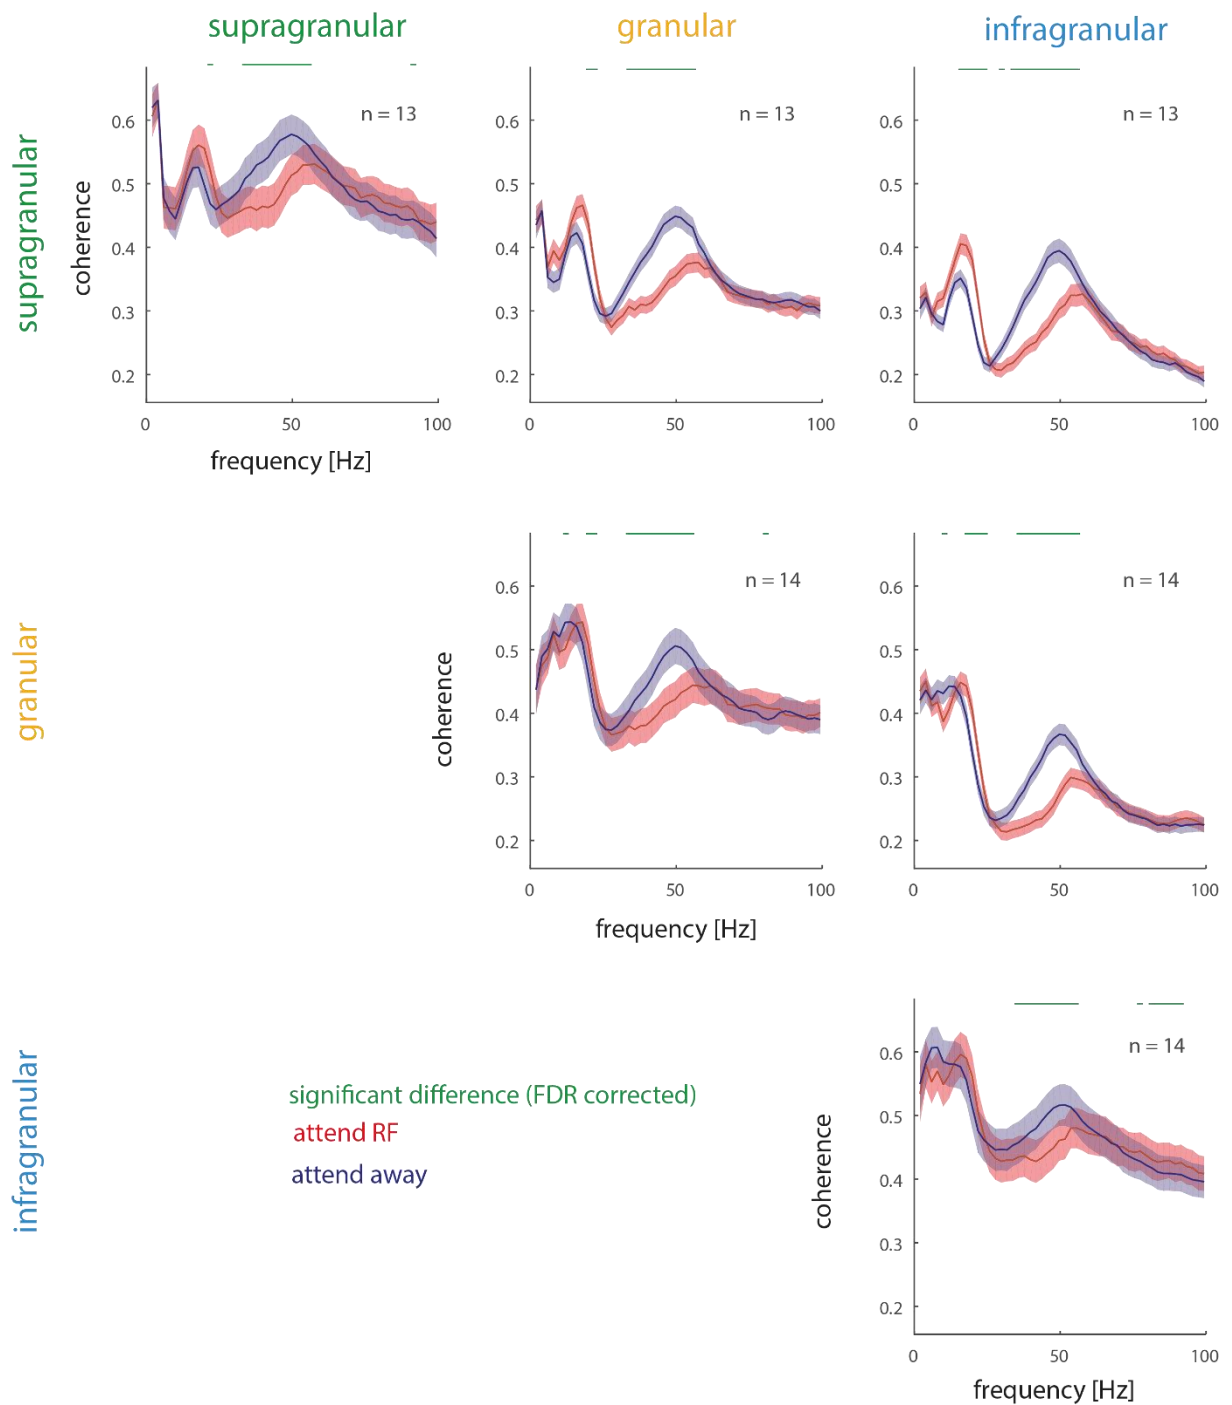 supragranular
granular
infragranular
supragranular
coherence
0.6
0.5
0.4
0.3
0.2
n = 13
0
50
100
frequency [Hz]
0.6
0.5
0.4
0.3
0.2
n = 13
0
50
100
0.6
0.5
0.4
0.3
0.2
n = 13
0
50
100
granular
coherence
0.6
0.5
0.4
0.3
0.2
n = 14
0
50
100
frequency [Hz]
0.6
0.5
0.4
0.3
0.2
n = 14
0
50
100
infragranular
significant difference (FDR corrected)
attend RF
attend away
coherence
0.6
0.5
0.4
0.3
0.2
n = 14
0
50
100
frequency [Hz]